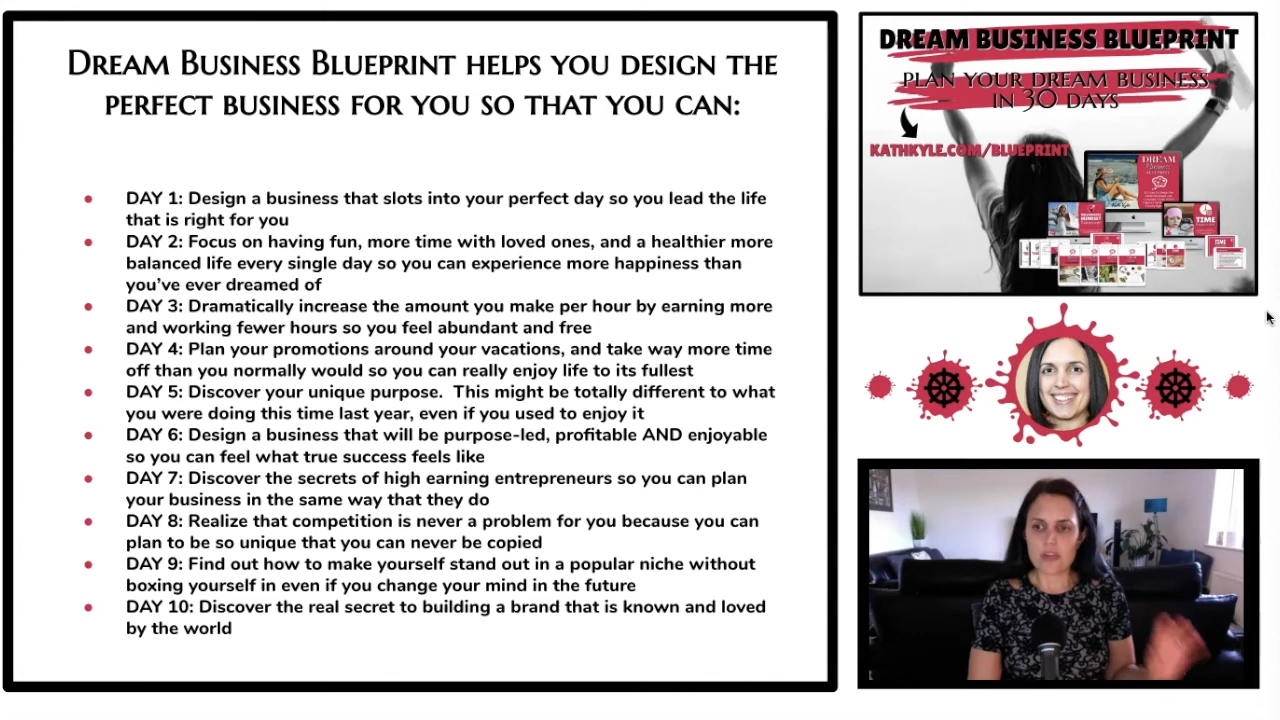 Dream Business Blueprint helps you design the
perfect business for you so that you can:
• DAY 1: Design a business that slots into your perfect day so you lead the life
that is right for you
• DAY 2: Focus on having fun, more time with loved ones, and a healthier more
balanced life every single day so you can experience more happiness than
you’ve ever dreamed of
• DAY 3: Dramatically increase the amount you make per hour by earning more
and working fewer hours so you feel abundant and free
• DAY 4: Plan your promotions around your vacations, and take way more time
off than you normally would so you can really enjoy life to its fullest
• DAY 5: Discover your unique purpose.  This might be totally different to what
you were doing this time last year, even if you used to enjoy it
• DAY 6: Design a business that will be purpose-led, profitable AND enjoyable
so you can feel what true success feels like
• DAY 7: Discover the secrets of high earning entrepreneurs so you can plan
your business in the same way that they do
• DAY 8: Realize that competition is never a problem for you because you can
plan to be so unique that you can never be copied
• DAY 9: Find out how to make yourself stand out in a popular niche without
boxing yourself in even if you change your mind in the future
• DAY 10: Discover the real secret to building a brand that is known and loved
by the world
DREAM BUSINESS BLUEPRINT
PLAN YOUR DREAM BUSINESS
IN 30 DAYS
KATHKYLE.COM/BLUEPRINT
DREAM
Business
BLUEPRINT
MINDSET
TIME
TIME